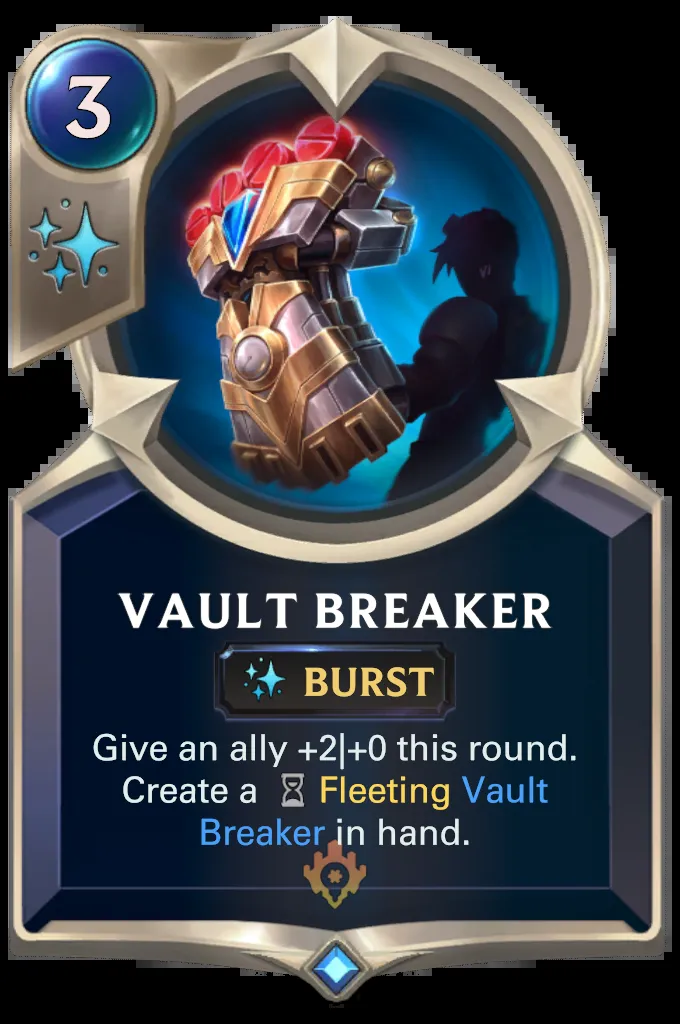 3
VAULT BREAKER
BURST
Give an ally +2|+0 this round.
Create a Fleeting Vault
Breaker in hand.